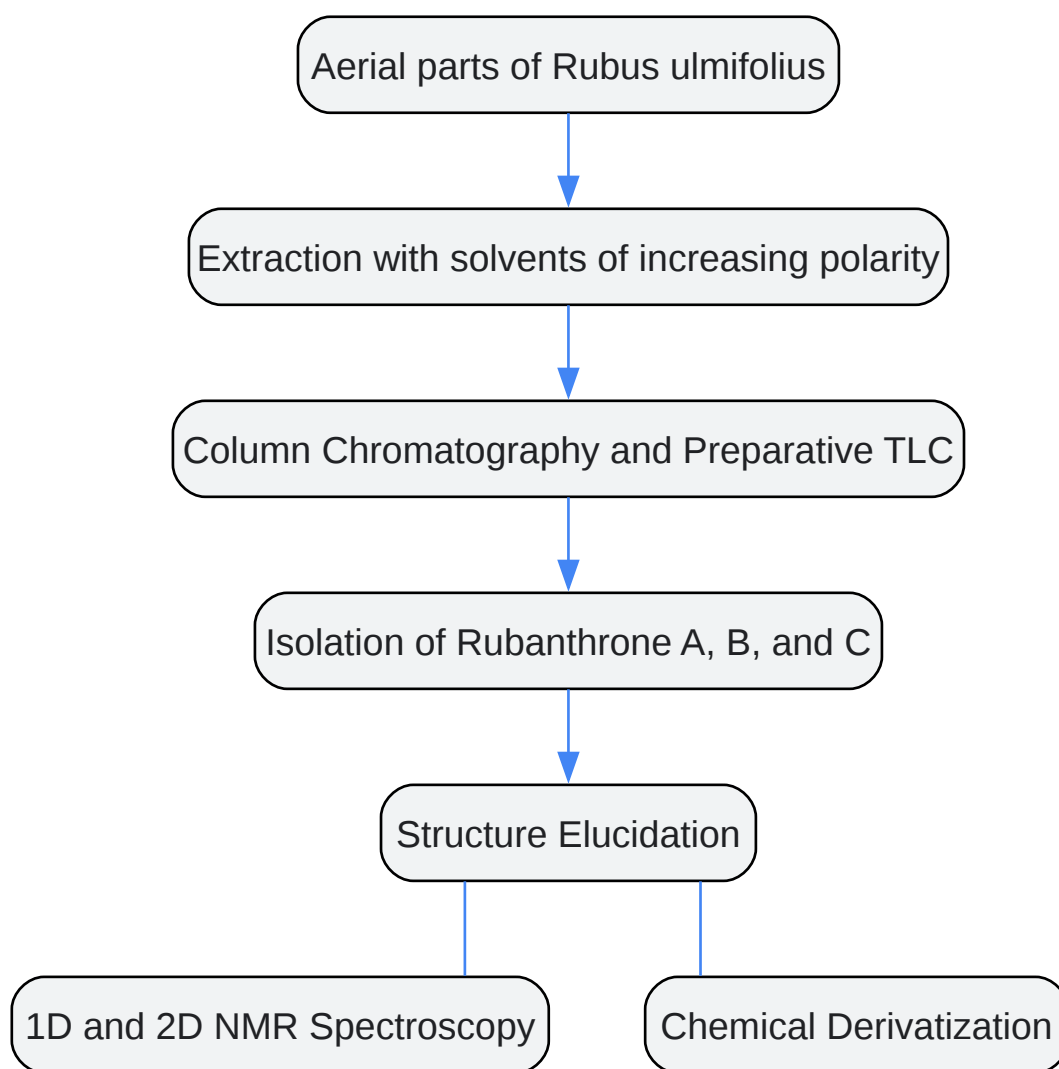 Aerial parts of Rubus ulmifolius
Extraction with solvents of increasing polarity
Column Chromatography and Preparative TLC
Isolation of Rubanthrone A, B, and C
Structure Elucidation
1D and 2D NMR Spectroscopy
Chemical Derivatization